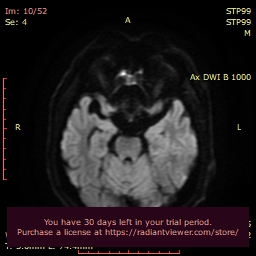 Im: 10/52
Se: 4
STP99
STP99
M
A
Ax DWI B 1000
R
L
You have 30 days left in your trial period.
Purchase a license at https://radiantviewer.com/store/